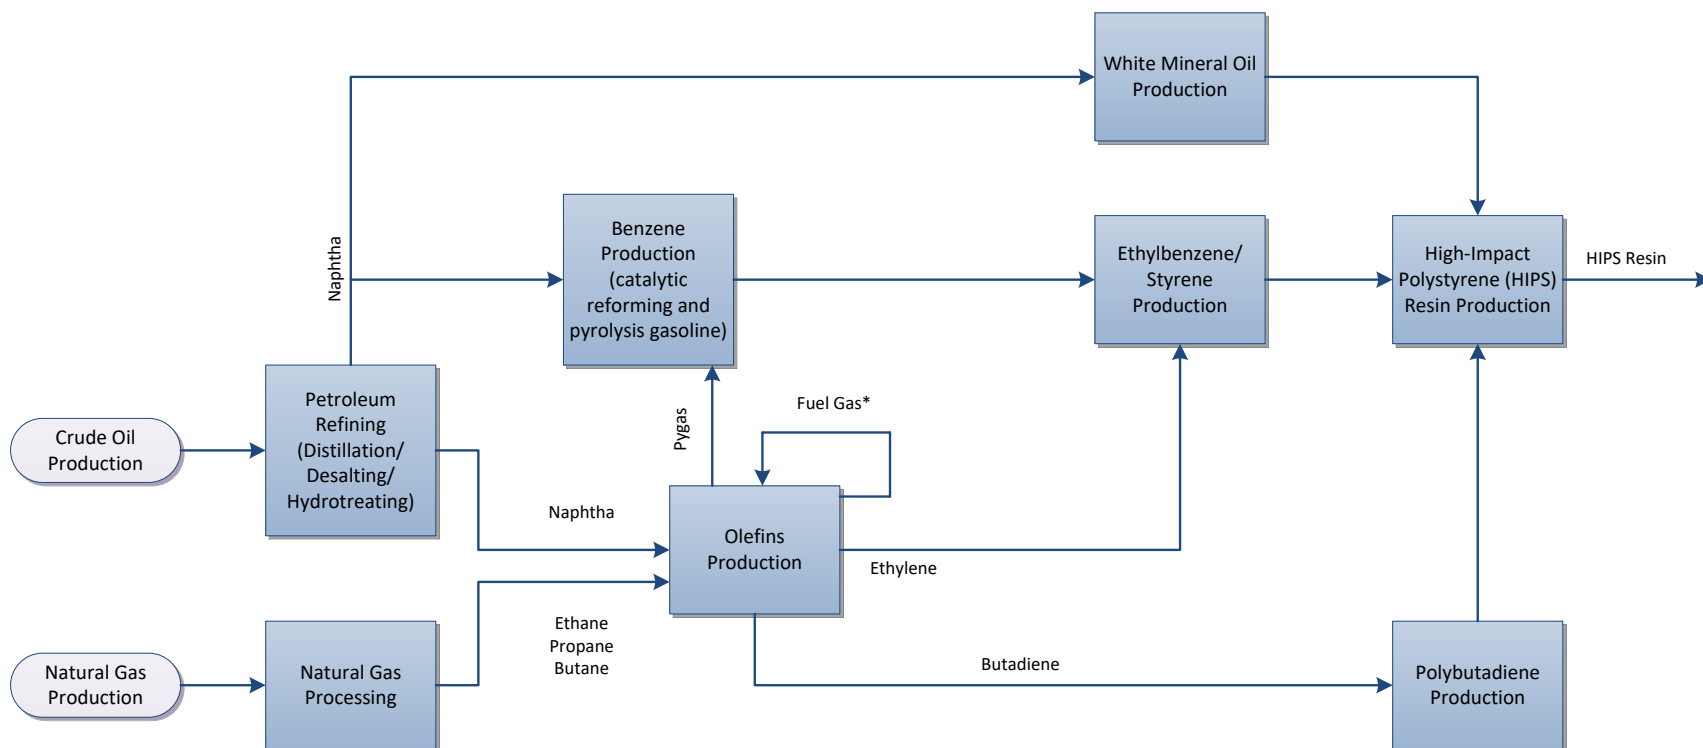 White Mineral Oil
Production
Naphtha
Benzene
Production
(catalytic
reforming and
pyrolysis gasoline)
Ethylbenzene/
Styrene
Production
High-Impact
Polystyrene (HIPS)
Resin Production
HIPS Resin
Crude Oil
Production
Petroleum
Refining
(Distillation/
Desalting/
Hydrotreating)
Pygas
Fuel Gas*
Naphtha
Olefins
Production
Ethylene
Ethane
Propane
Butane
Natural Gas
Production
Natural Gas
Processing
Butadiene
Polybutadiene
Production